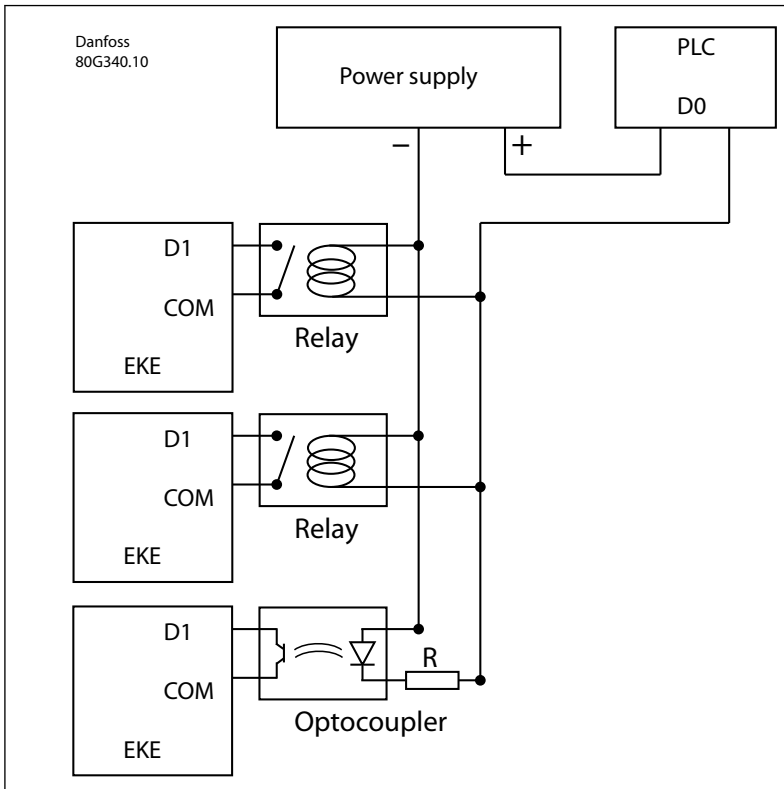 Danfoss
80G340.10
Power supply
PLC
D0
−
+
D1
COM
EKE
Relay
D1
COM
EKE
Relay
D1
COM
EKE
R
Optocoupler